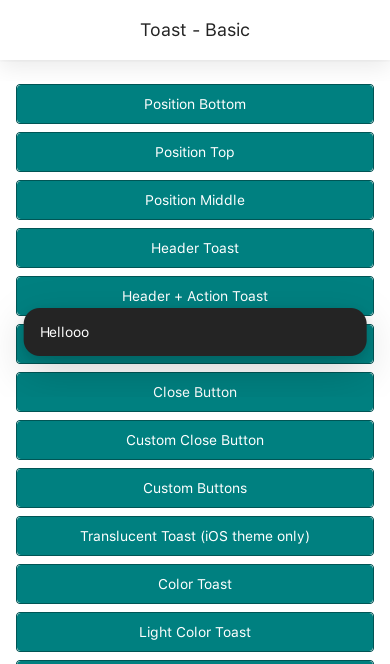 Toast - Basic
Position Bottom
Position Top
Position Middle
Header Toast
Header + Action Toast
Hellooo
Close Button
Custom Close Button
Custom Buttons
Translucent Toast (iOS theme only)
Color Toast
Light Color Toast